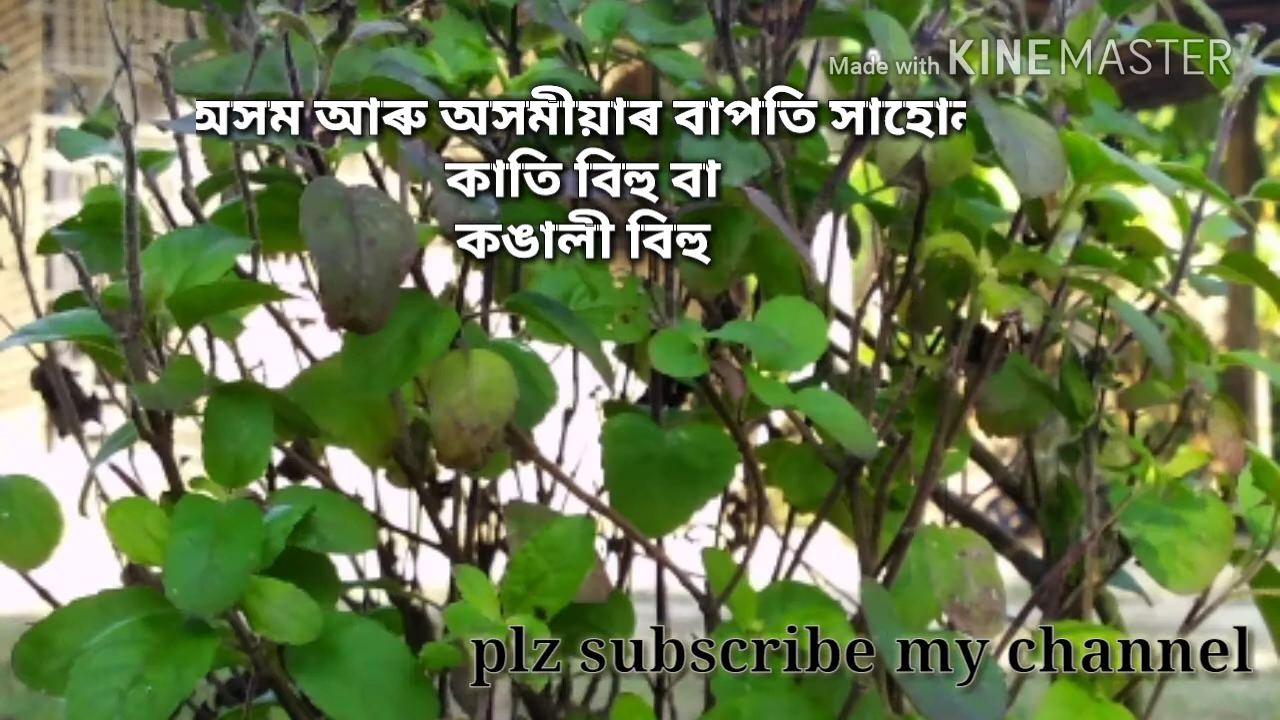 Made with KINEMASTER
অসম আৰু অসমীয়াৰ বাপতি সাহোন
কাতি বিহু বা
কঙালী বিহু
plz subscribe my channel